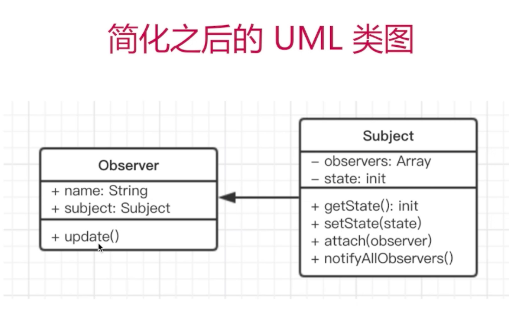 简化之后的 UML 类图
Observer
+ name: String
+ subject: Subject
+ update()
Subject
– observers: Array
– state: init
+ getState(): init
+ setState(state)
+ attach(observer)
+ notifyAllObservers()